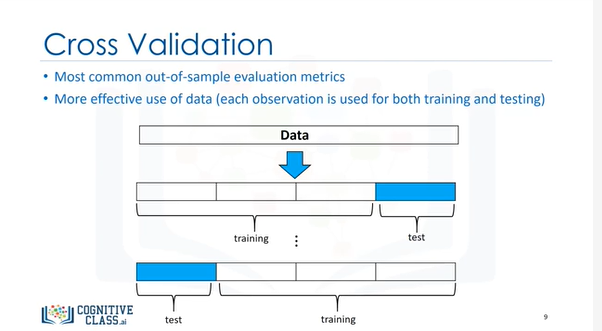 Cross Validation
• Most common out-of-sample evaluation metrics
• More effective use of data (each observation is used for both training and testing)
Data
training
test
test
training
COGNITIVE
CLASS.ai
9